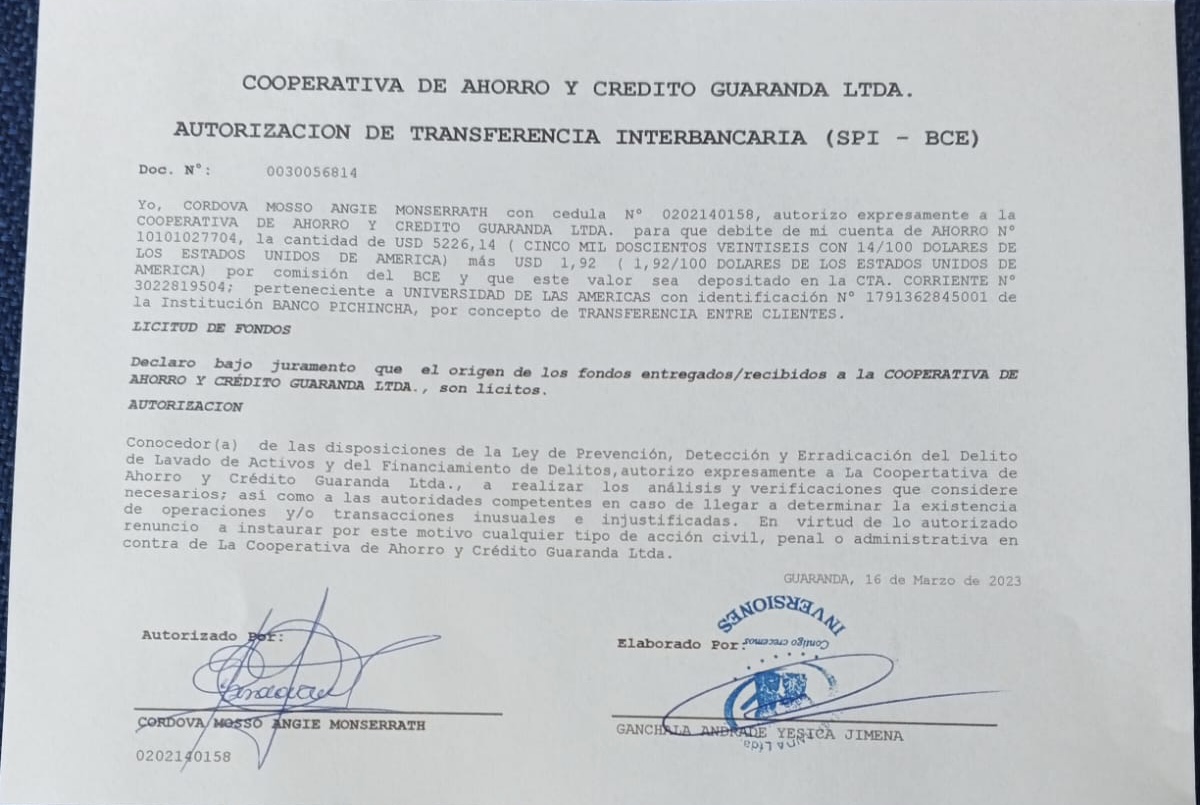 COOPERATIVA DE AHORRO Y CREDITO GUARANDA LTDA.
AUTORIZACION DE TRANSFERENCIA INTERBANCARIA (SPI - BCE)
Doc. N°: 0030056814
Yo, CORDOVA MOSSO ANGIE MONSERRATH con cedula N° 0202140158, autorizo expresamente a la
COOPERATIVA DE AHORRO Y CREDITO GUARANDA LTDA. para que debite de mi cuenta de AHORRO N°
10101027704, la cantidad de USD 5226,14 ( CINCO MIL DOSCIENTOS VEINTISEIS CON 14/100 DOLARES DE
LOS ESTADOS UNIDOS DE AMERICA) más USD 1,92 ( 1,92/100 DOLARES DE LOS ESTADOS UNIDOS DE
AMERICA) por comisión del BCE y que este valor sea depositado en la CTA. CORRIENTE N°
3022819504; perteneciente a UNIVERSIDAD DE LAS AMERICAS con identificación N° 1791362845001 de
la Institución BANCO PICHINCHA, por concepto de TRANSFERENCIA ENTRE CLIENTES.
LICITUD DE FONDOS
Declaro bajo juramento que el origen de los fondos entregados/recibidos a la COOPERATIVA DE
AHORRO Y CRÉDITO GUARANDA LTDA., son lícitos.
AUTORIZACION
Conocedor(a) de las disposiciones de la Ley de Prevención, Detección y Erradicación del Delito
de Lavado de Activos y del Financiamiento de Delitos,autorizo expresamente a La Coopertativa de
Ahorro y Crédito Guaranda Ltda., a realizar los análisis y verificaciones que considere
necesarios; así como a las autoridades competentes en caso de llegar a determinar la existencia
de operaciones y/o transacciones inusuales e injustificadas. En virtud de lo autorizado
renuncio a instaurar por este motivo cualquier tipo de acción civil, penal o administrativa en
contra de La Cooperativa de Ahorro y Crédito Guaranda Ltda.
GUARANDA, 16 de Marzo de 2023
INVERSIONES
Contigo crecemos
Autorizado Por:
Elaborado Por:
CORDOVA MOSSO ANGIE MONSERRATH
GANCHALA ANDRADE YESICA JIMENA
Ltda.
0202140158